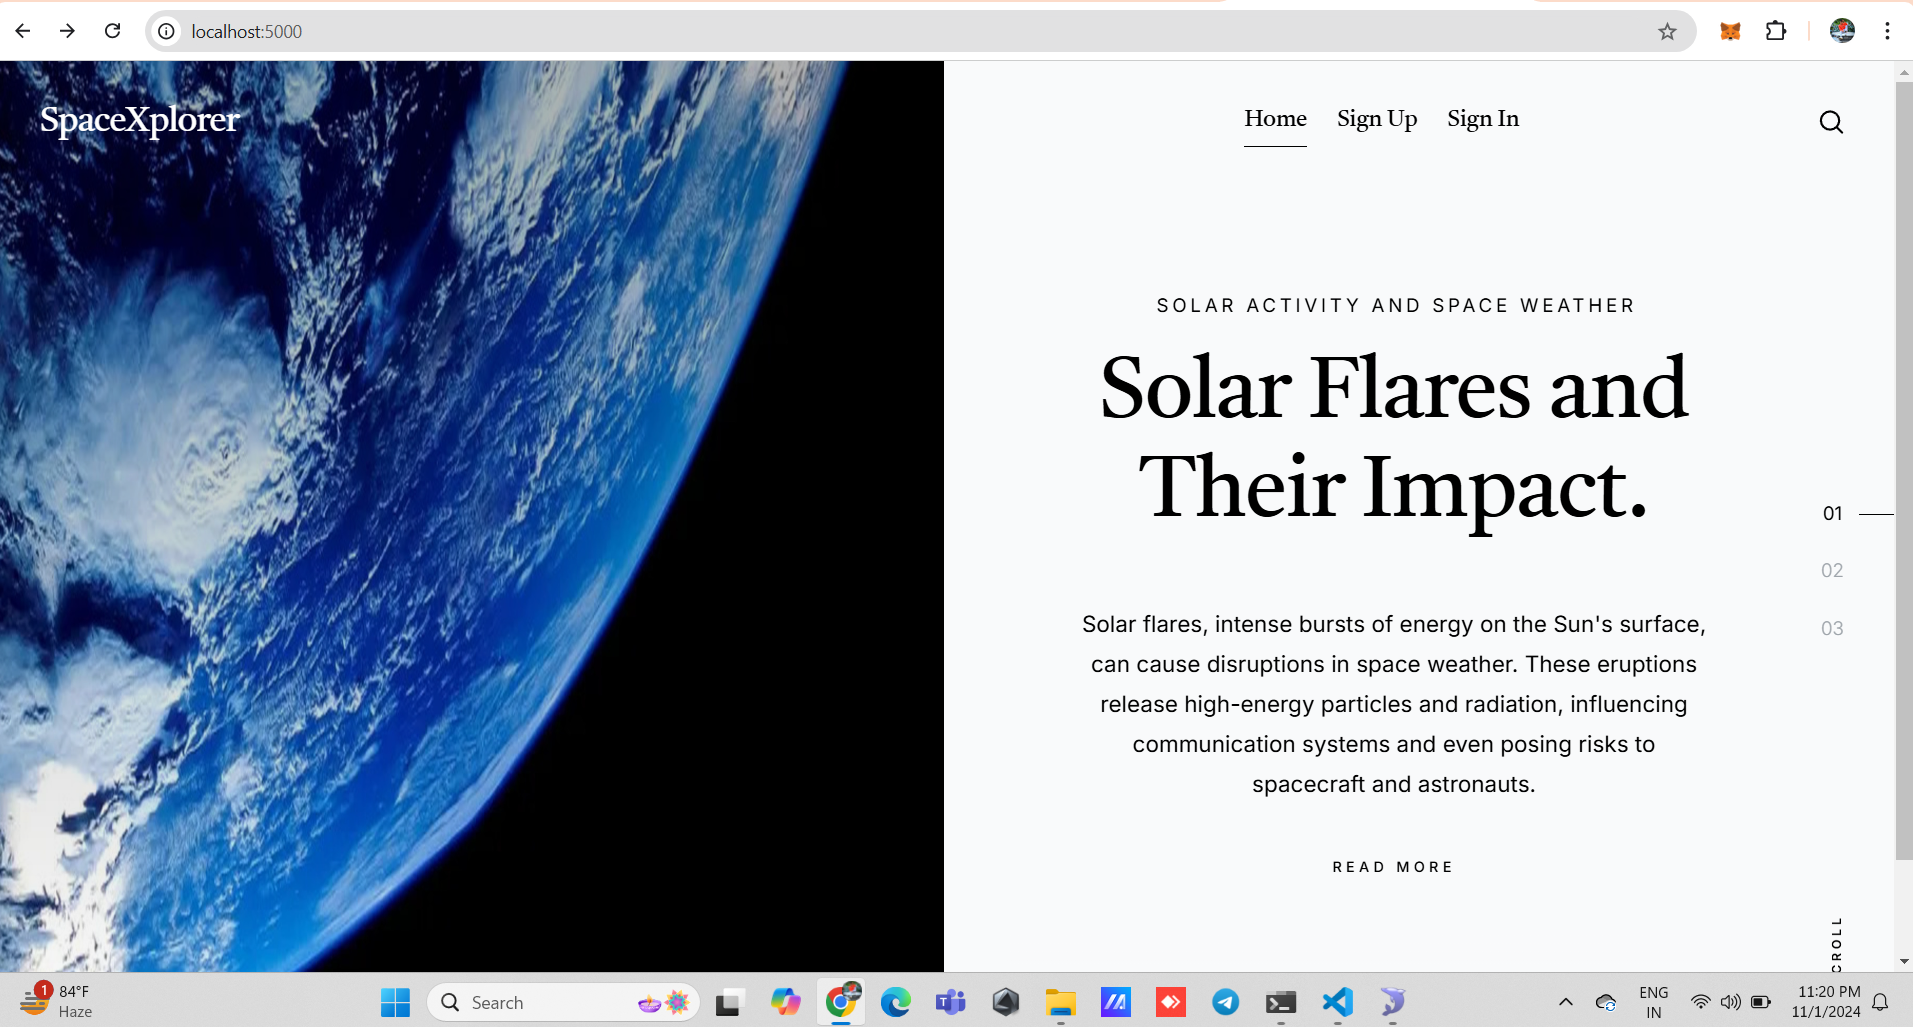 localhost:5000
SpaceXplorer
Home Sign Up Sign In
SOLAR ACTIVITY AND SPACE WEATHER
Solar Flares and
Their Impact.
01
02
03
Solar flares, intense bursts of energy on the Sun's surface,
can cause disruptions in space weather. These eruptions
release high-energy particles and radiation, influencing
communication systems and even posing risks to
spacecraft and astronauts.
READ MORE
CROLL
1
84°F
Haze
Search
ENG
IN
11:20 PM
11/1/2024